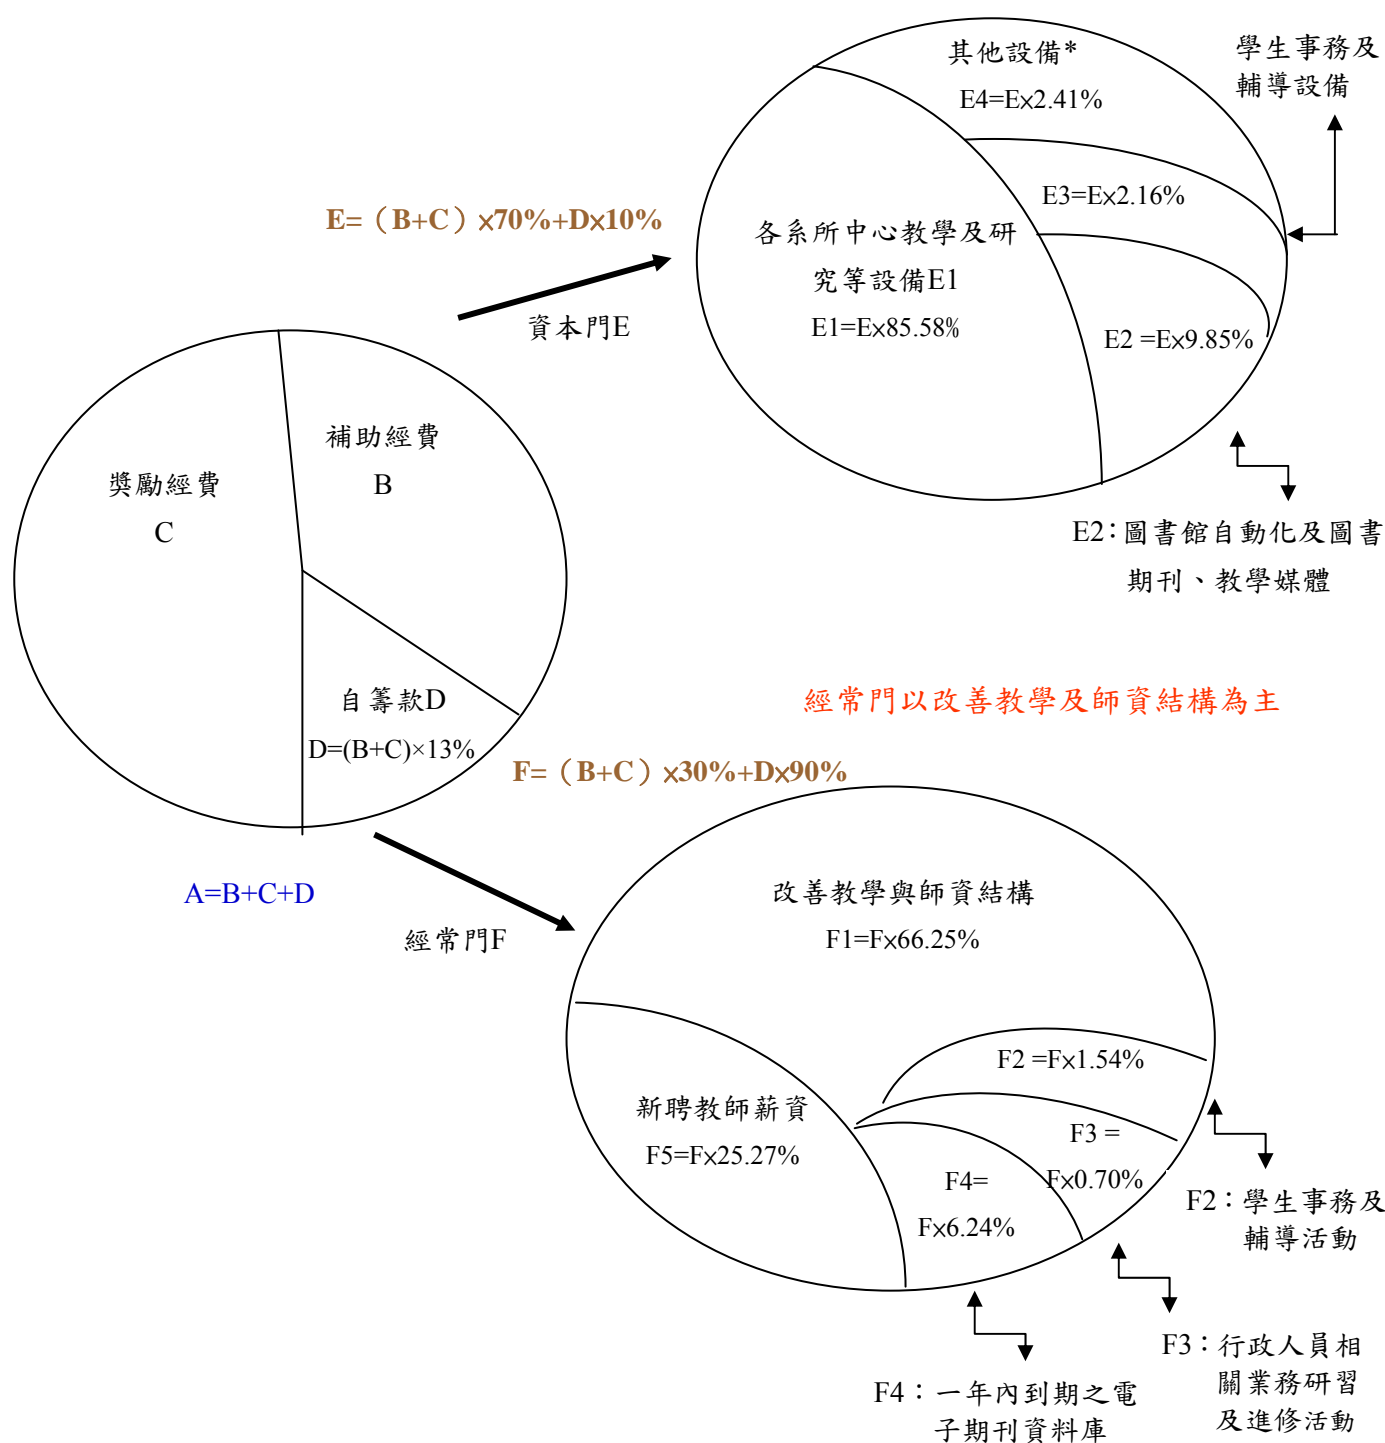 其他設備*
E4=E×2.41%
學生事務及
輔導設備
E3=E×2.16%
E=（B+C）×70%+D×10%
各系所中心教學及研
究等設備E1
E1=E×85.58%
資本門E
E2 =E×9.85%
補助經費
B
獎勵經費
C
E2：圖書館自動化及圖書
期刊、教學媒體
自籌款D
D=(B+C)×13%
經常門以改善教學及師資結構為主
F=（B+C）×30%+D×90%
A=B+C+D
經常門F
改善教學與師資結構
F1=F×66.25%
F2 =F×1.54%
新聘教師薪資
F5=F×25.27%
F3 =
F×0.70%
F4=
F×6.24%
F2：學生事務及
輔導活動
F3：行政人員相
關業務研習
及進修活動
F4：一年內到期之電
子期刊資料庫